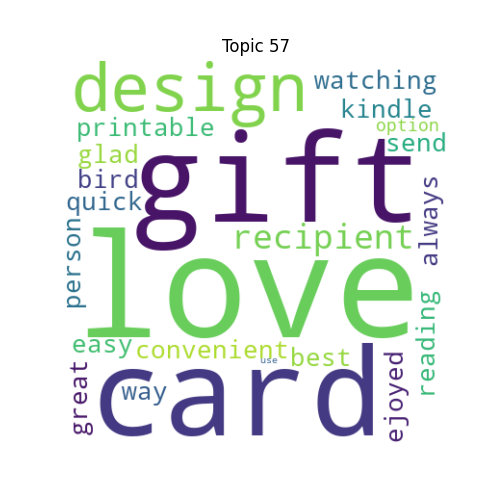 Topic 57
design
watching
kindle
option
printable
send
glad
gift
bird
quick
always
person
recipient
love
reading
easy
convenient
best
use
card
great
way
ejoyed